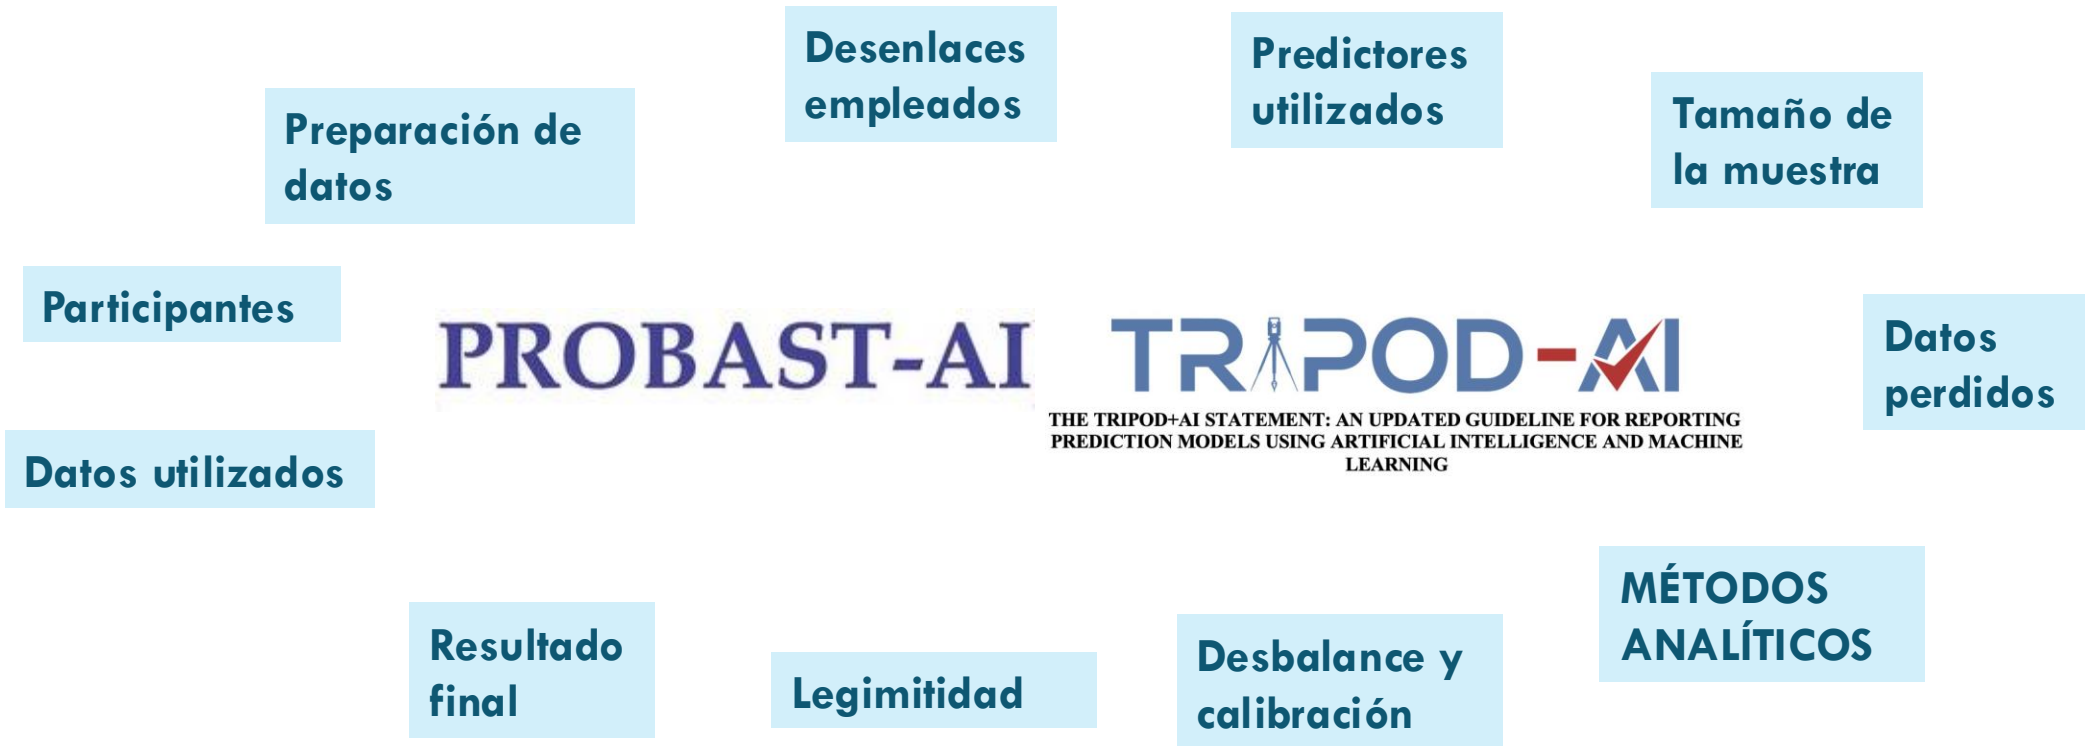 Desenlaces
empleados
Predictores
utilizados
Preparación de
datos
Tamaño de
la muestra
Participantes
PROBAST-AI
TRIPOD-AI
THE TRIPOD+AI STATEMENT: AN UPDATED GUIDELINE FOR REPORTING
PREDICTION MODELS USING ARTIFICIAL INTELLIGENCE AND MACHINE
LEARNING
Datos
perdidos
Datos utilizados
MÉTODOS
ANALÍTICOS
Resultado
final
Legimitidad
Desbalance y
calibración